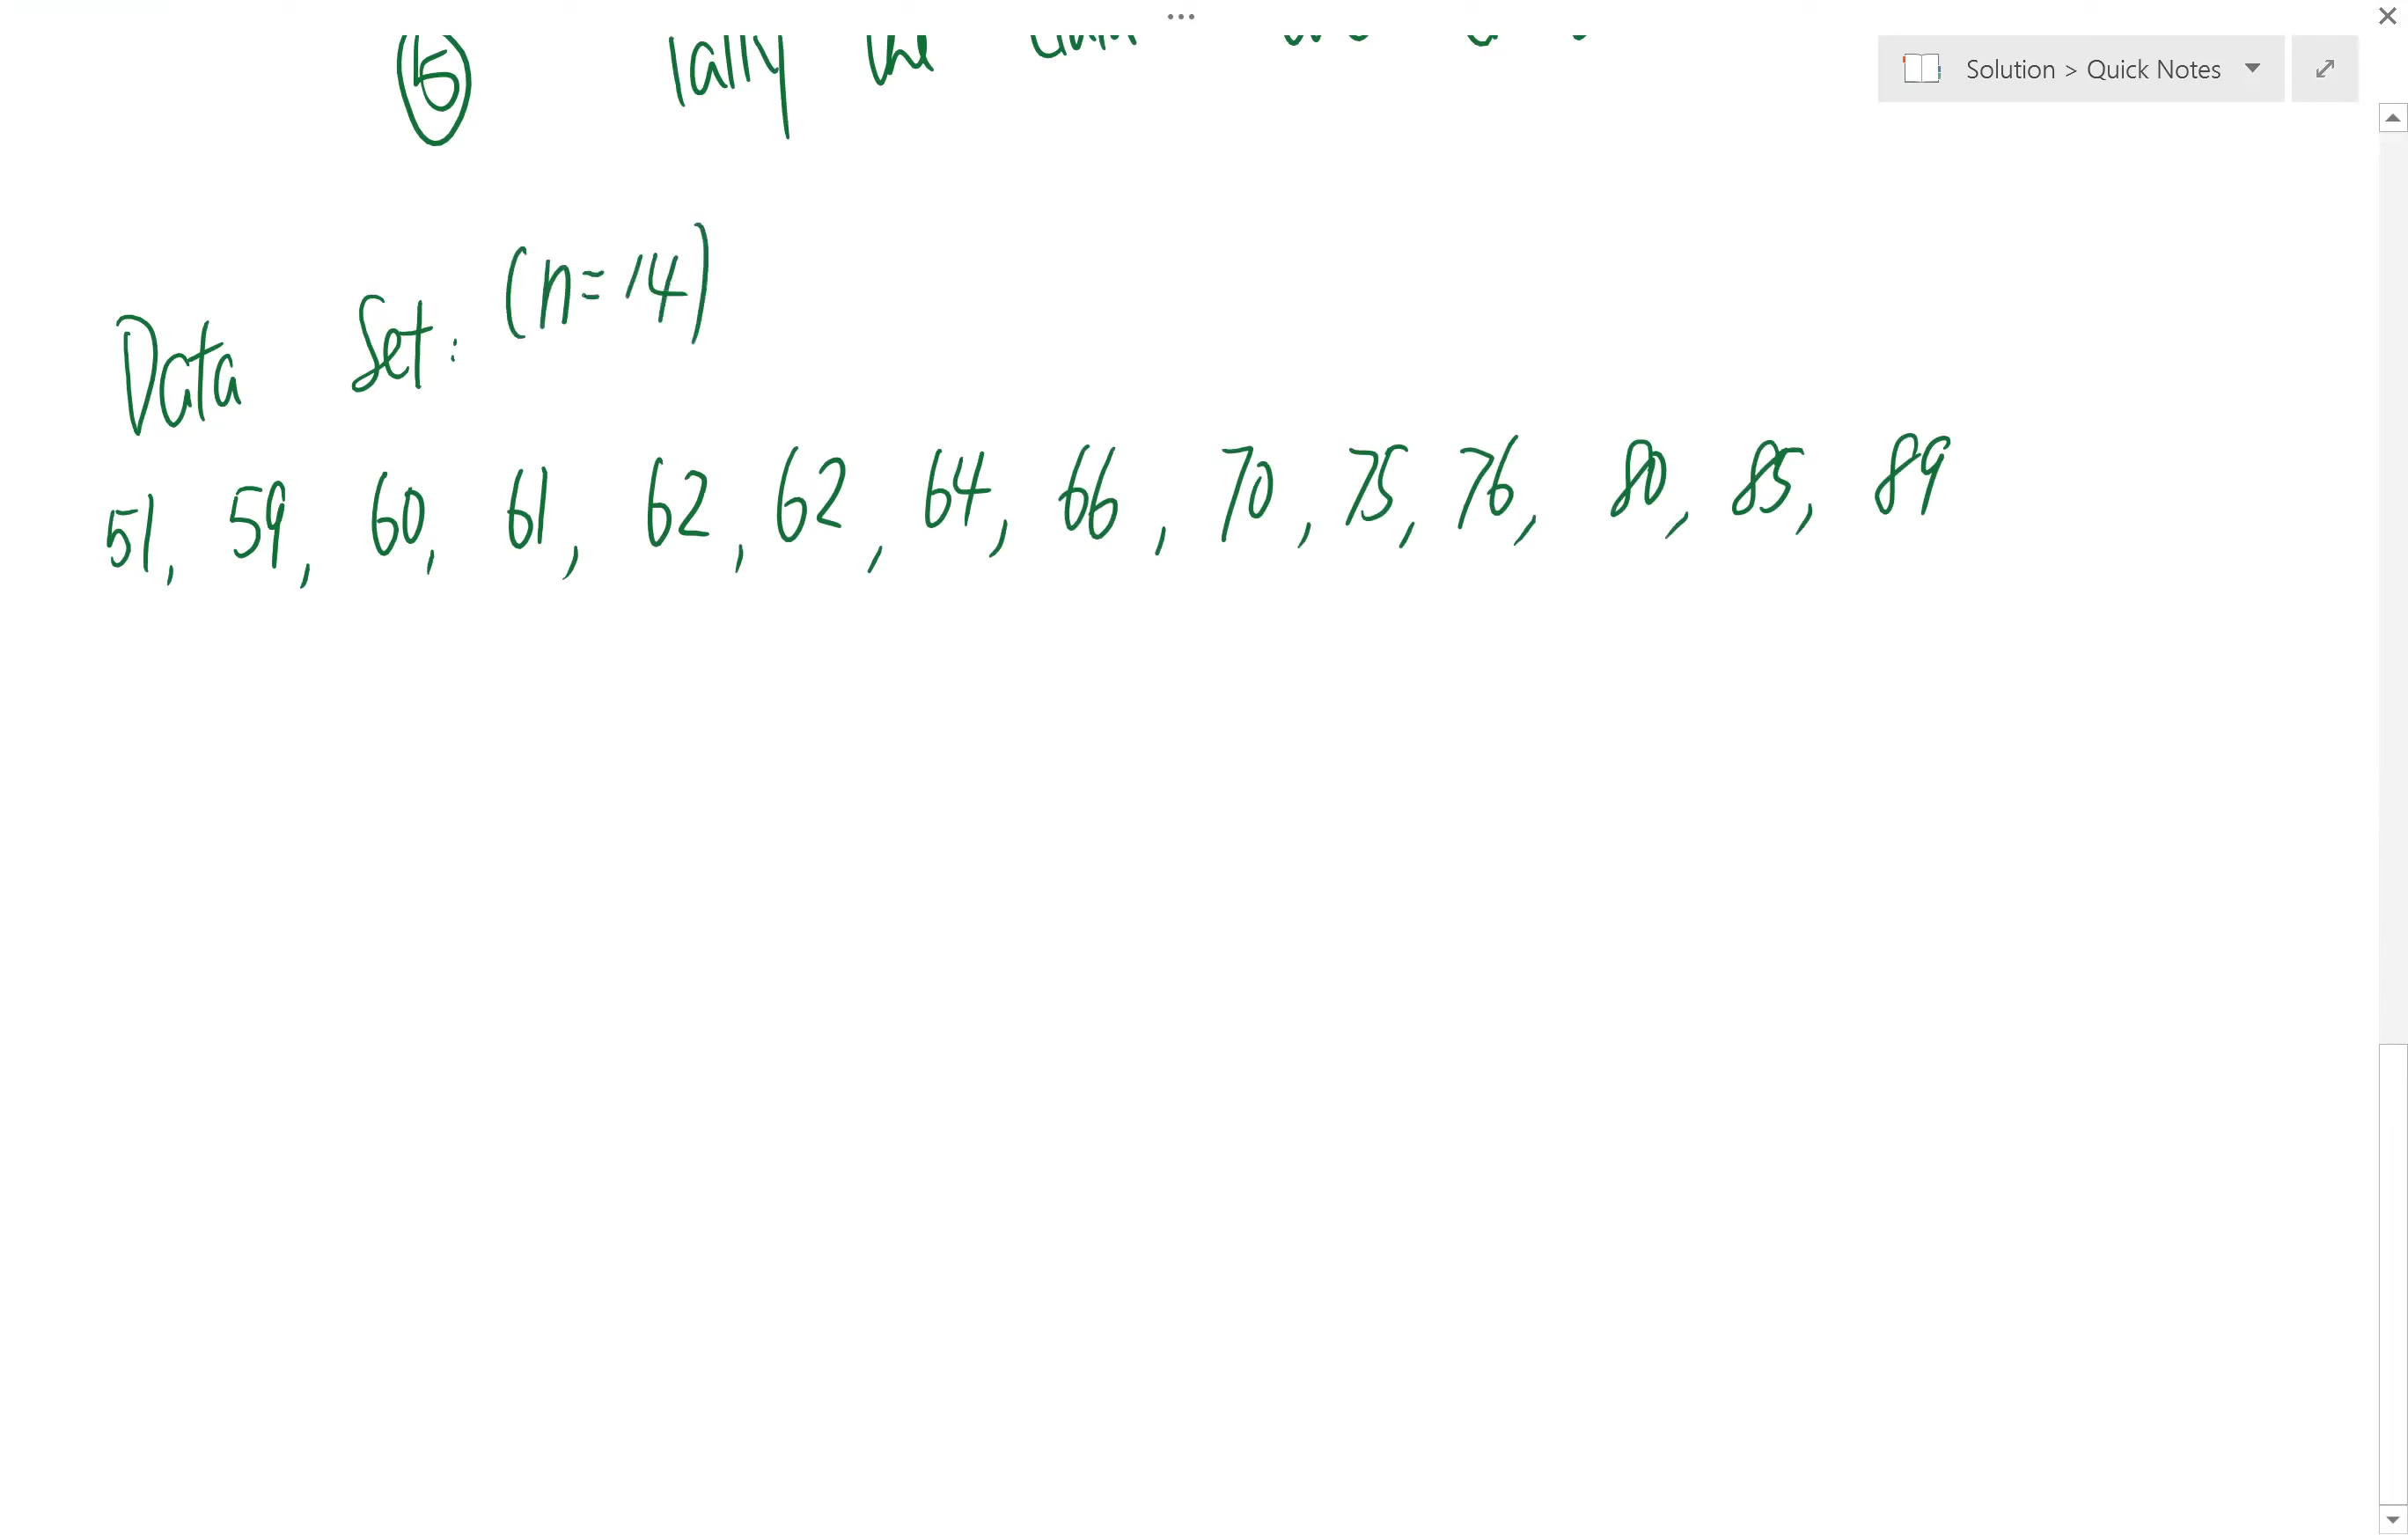 Solution > Quick Notes
⑤ Tally the
Data Set: (n=14)
51, 59, 60, 61, 62, 62, 64, 66, 70, 75, 76, 80, 85, 89